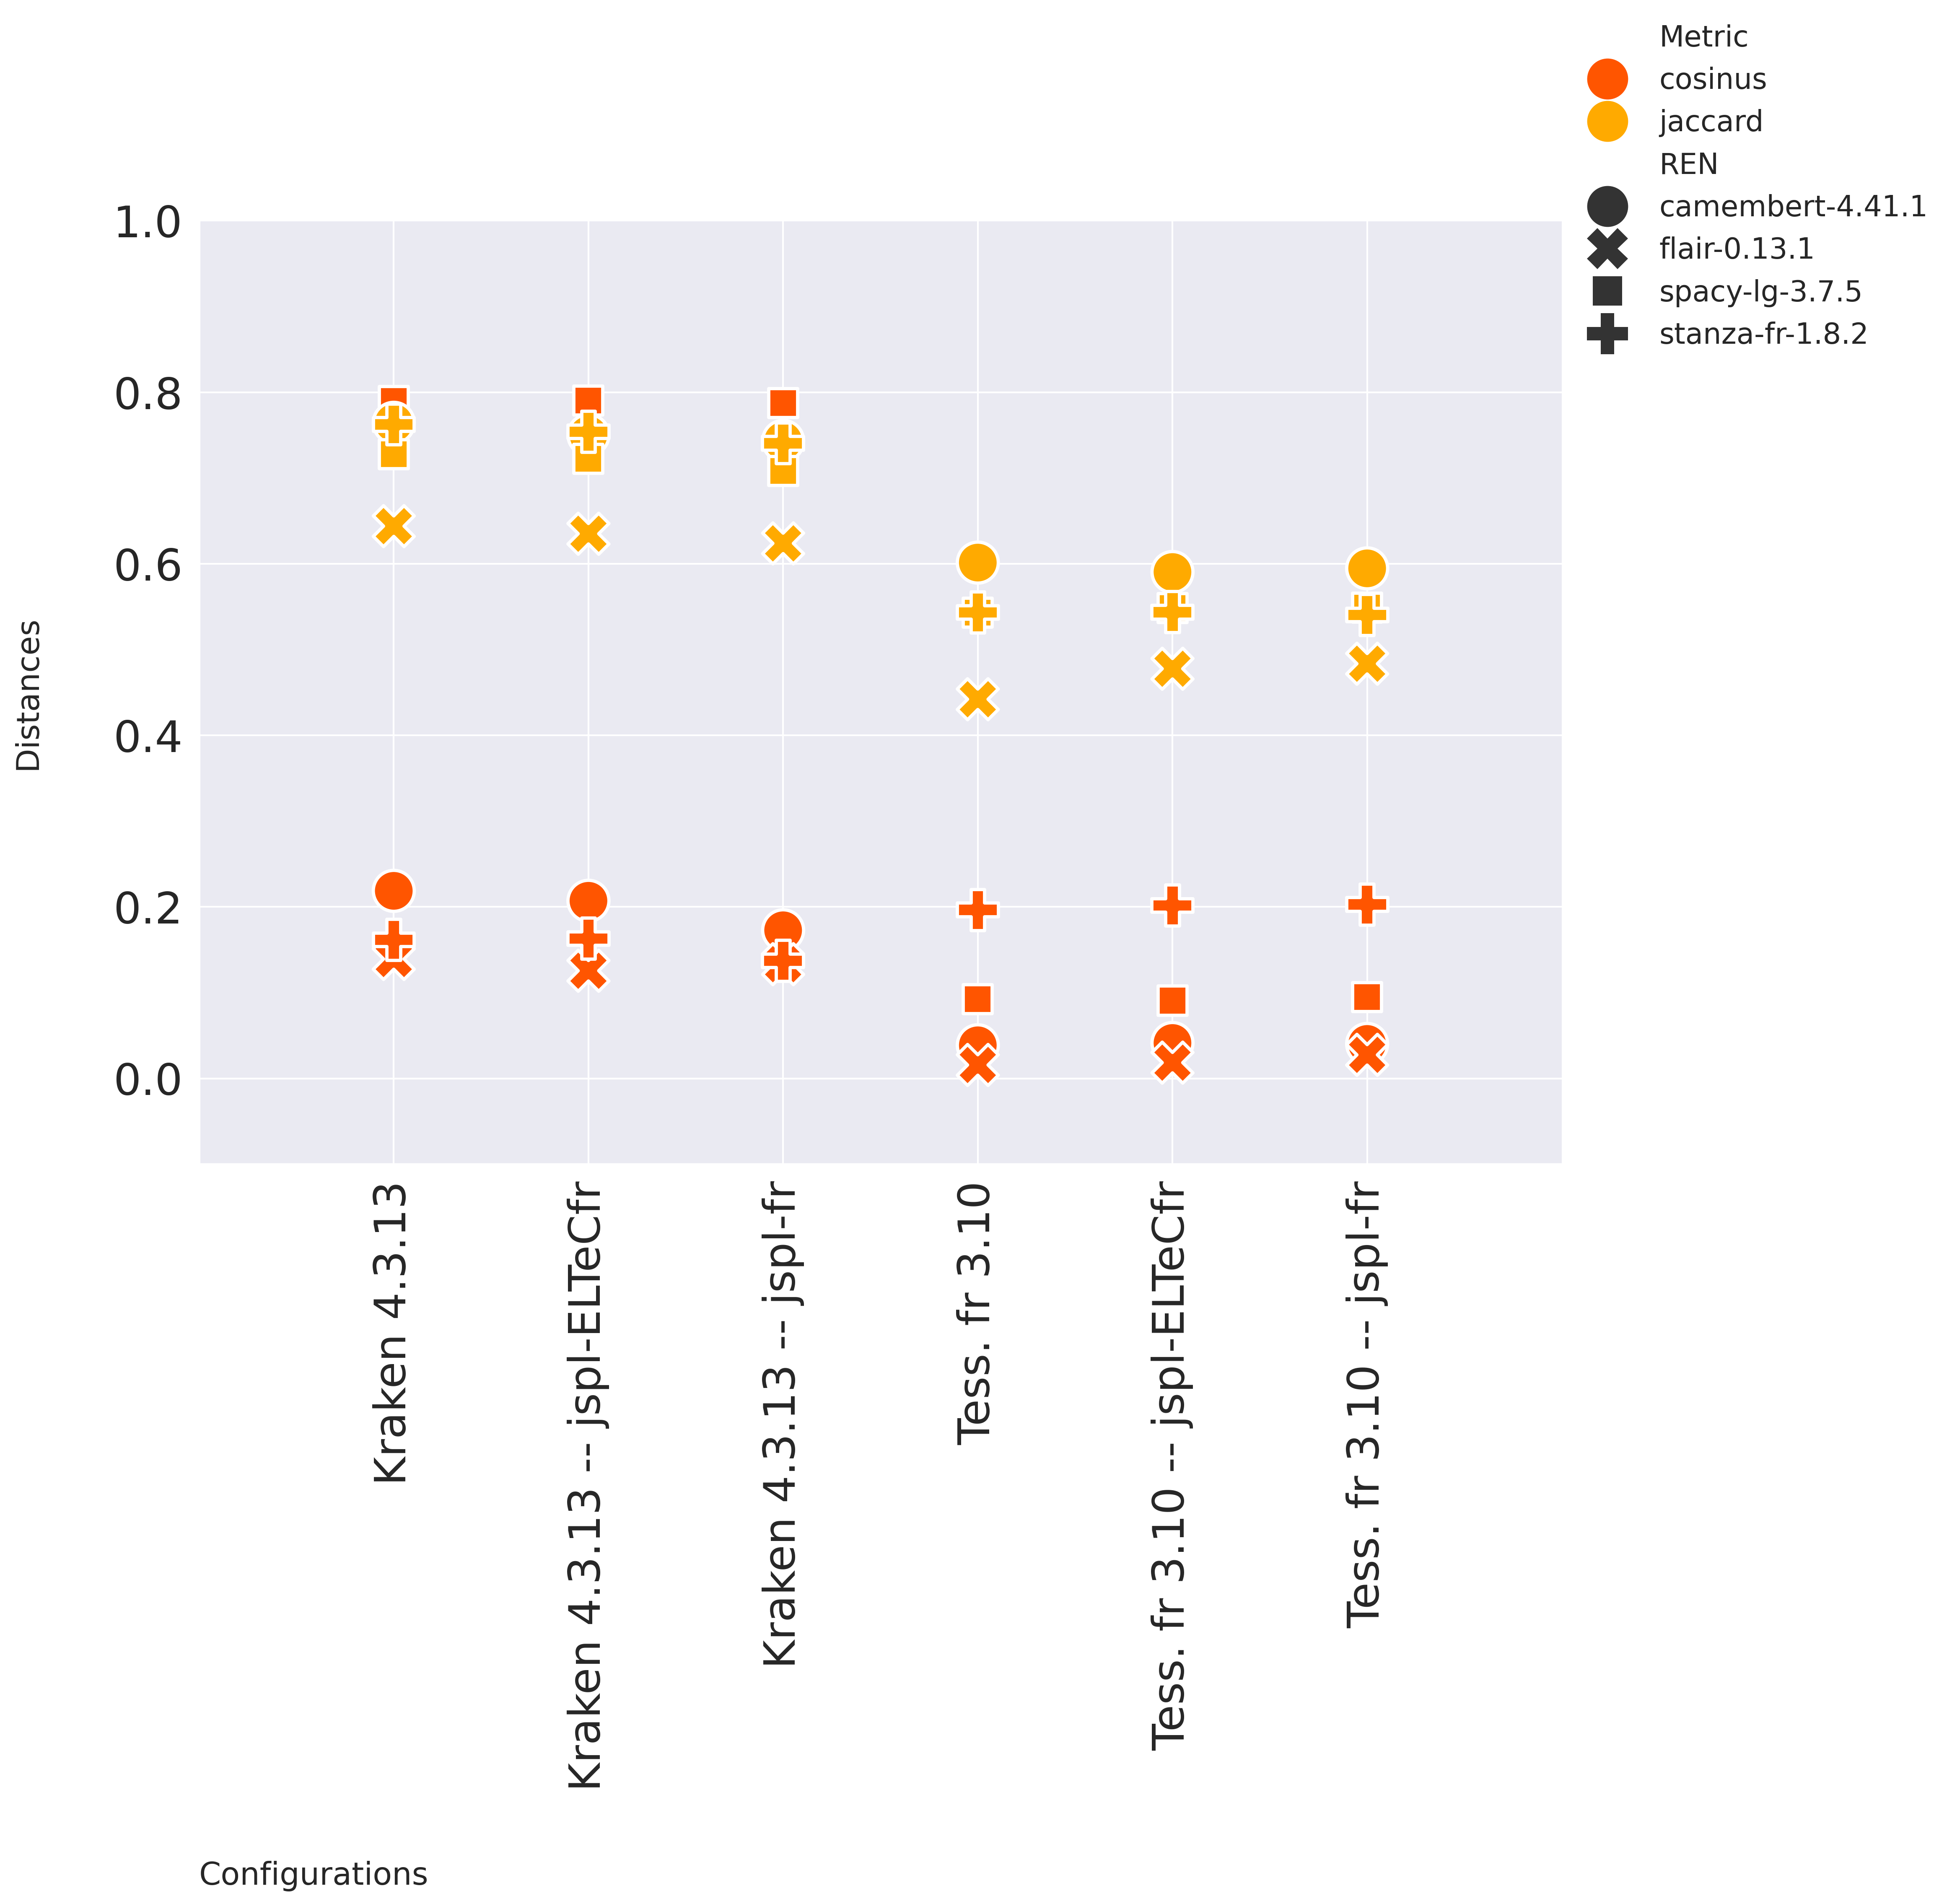 Metric
cosinus
jaccard
REN
camembert-4.41.1
flair-0.13.1
spacy-lg-3.7.5
stanza-fr-1.8.2
1.0
0.8
0.6
0.4
0.2
0.0
Distances
Kraken 4.3.13
Kraken 4.3.13 -- jspl-ELTeCfr
Kraken 4.3.13 -- jspl-fr
Tess. fr 3.10
Tess. fr 3.10 -- jspl-ELTeCfr
Tess. fr 3.10 -- jspl-fr
Configurations